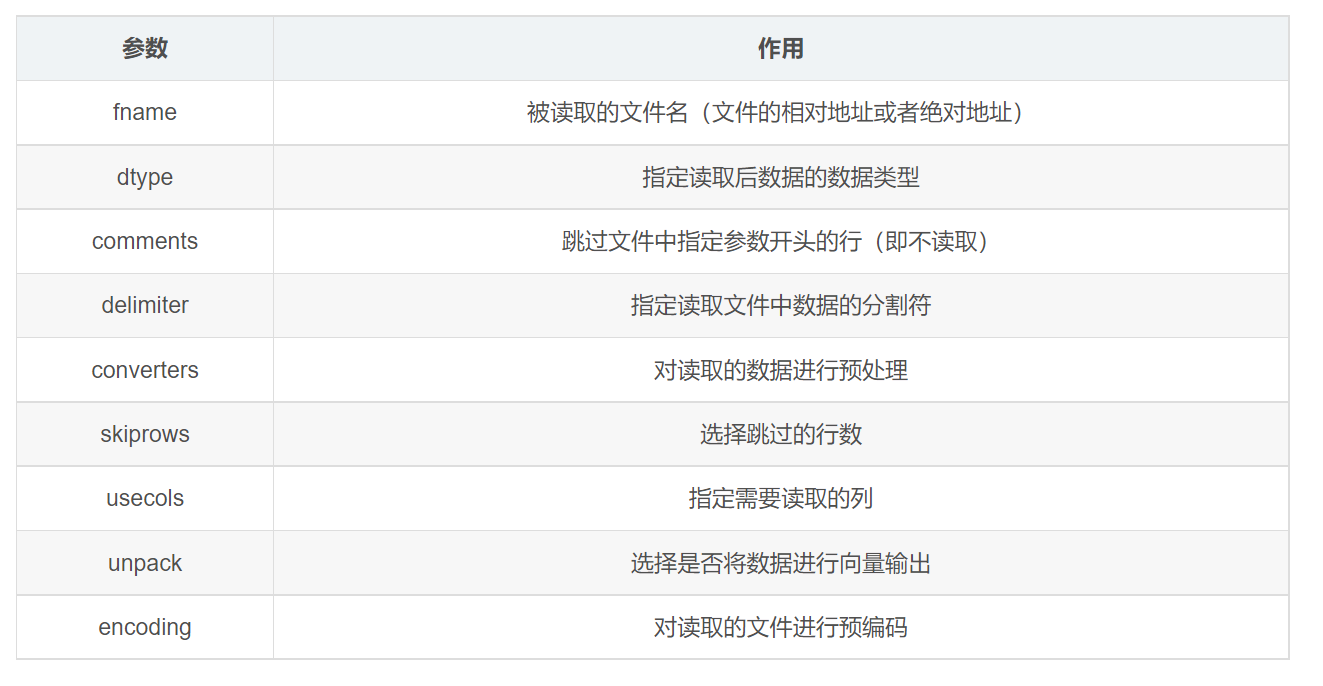 参数 作用
fname 被读取的文件名（文件的相对地址或者绝对地址）
dtype 指定读取后数据的数据类型
comments 跳过文件中指定参数开头的行（即不读取）
delimiter 指定读取文件中数据的分割符
converters 对读取的数据进行预处理
skiprows 选择跳过的行数
usecols 指定需要读取的列
unpack 选择是否将数据进行向量输出
encoding 对读取的文件进行预编码